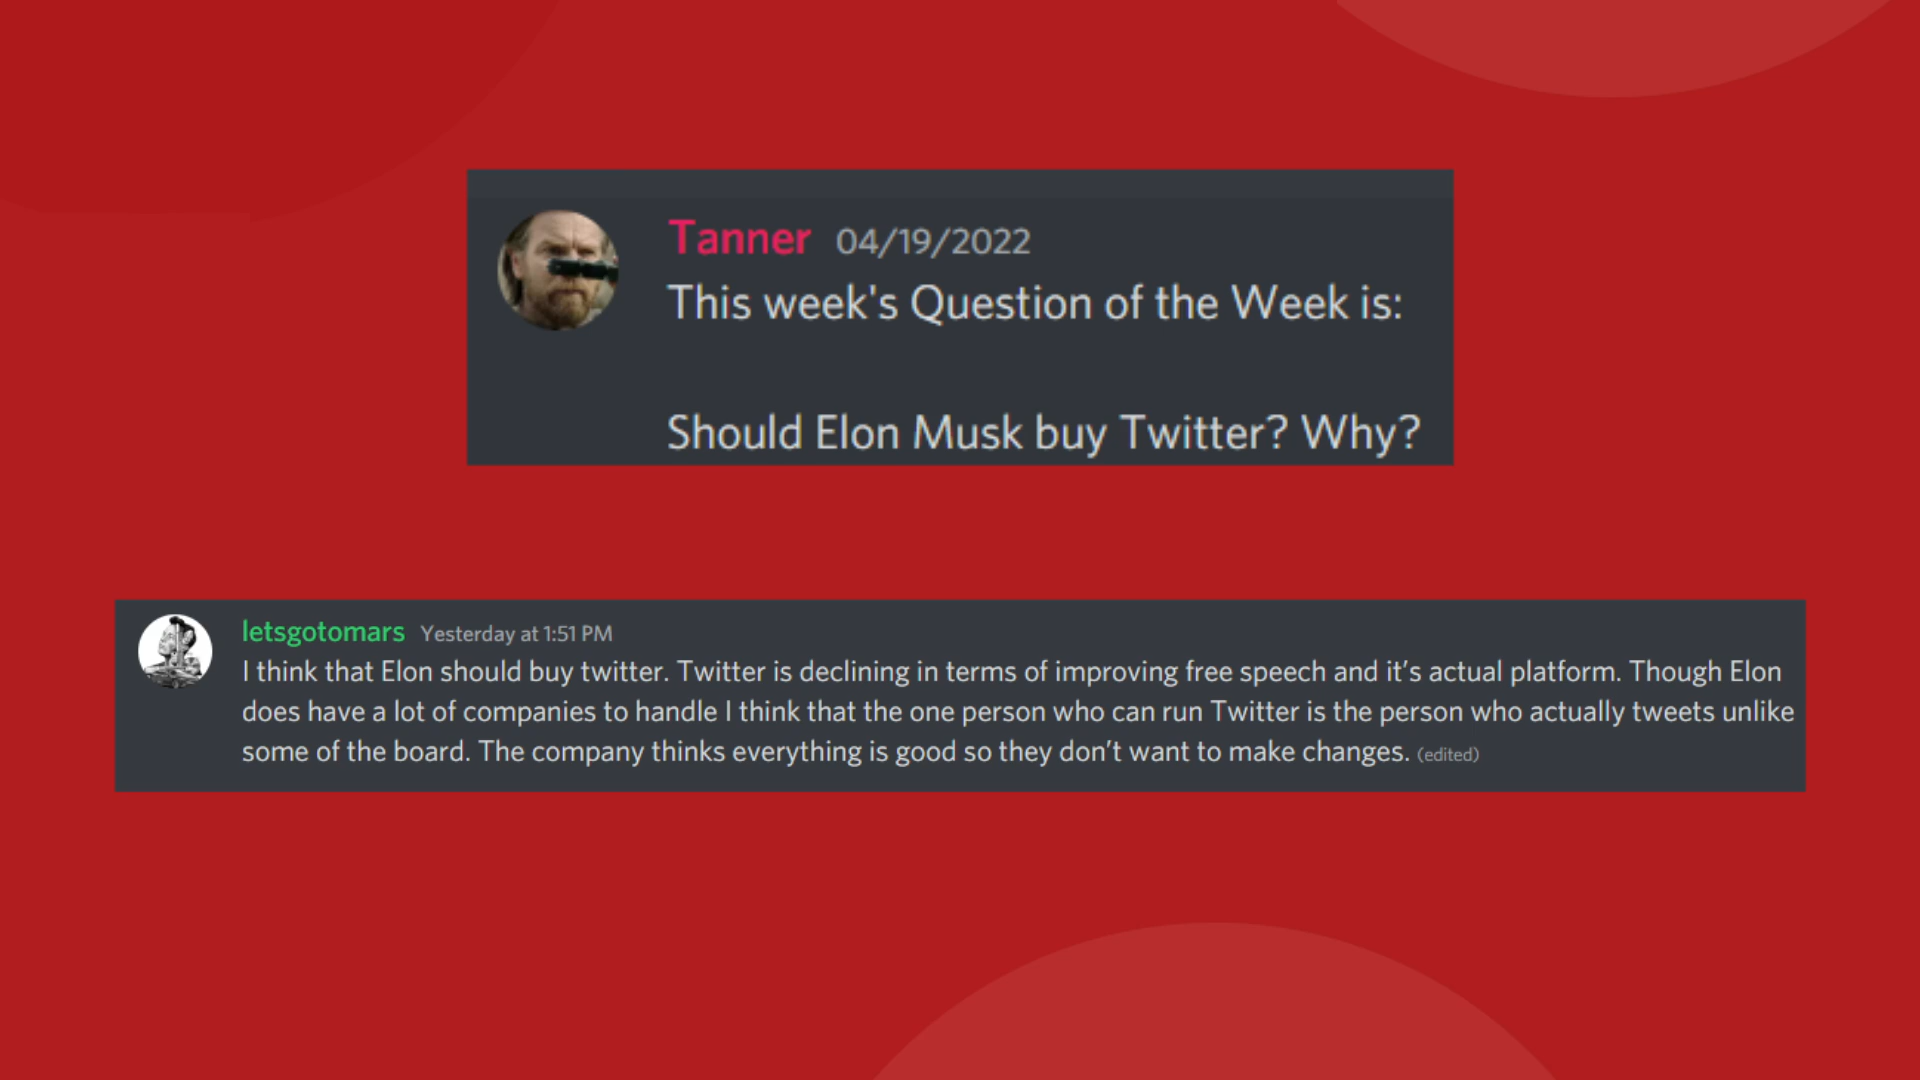 Tanner 04/19/2022
This week's Question of the Week is:
Should Elon Musk buy Twitter? Why?
letsgotomars Yesterday at 1:51 PM
I think that Elon should buy twitter. Twitter is declining in terms of improving free speech and it’s actual platform. Though Elon
does have a lot of companies to handle I think that the one person who can run Twitter is the person who actually tweets unlike
some of the board. The company thinks everything is good so they don’t want to make changes. (edited)